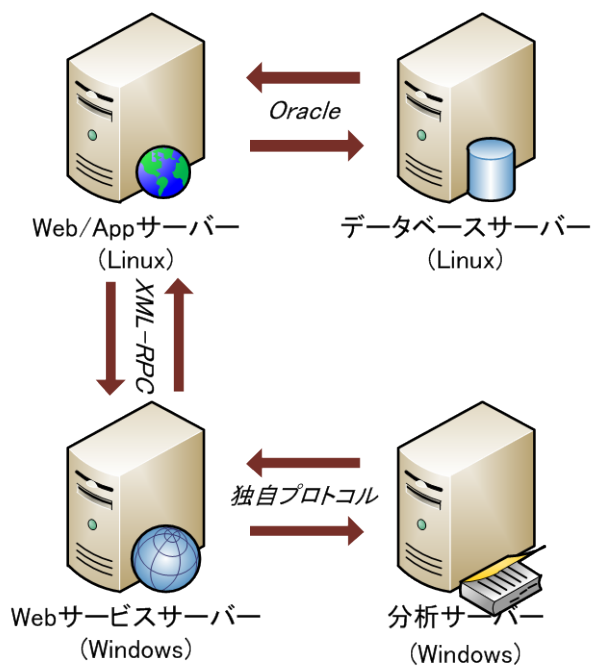 Oracle
Web/Appサーバー
(Linux)
データベースサーバー
(Linux)
XML-RPC
独自プロトコル
Webサービスサーバー
(Windows)
分析サーバー
(Windows)